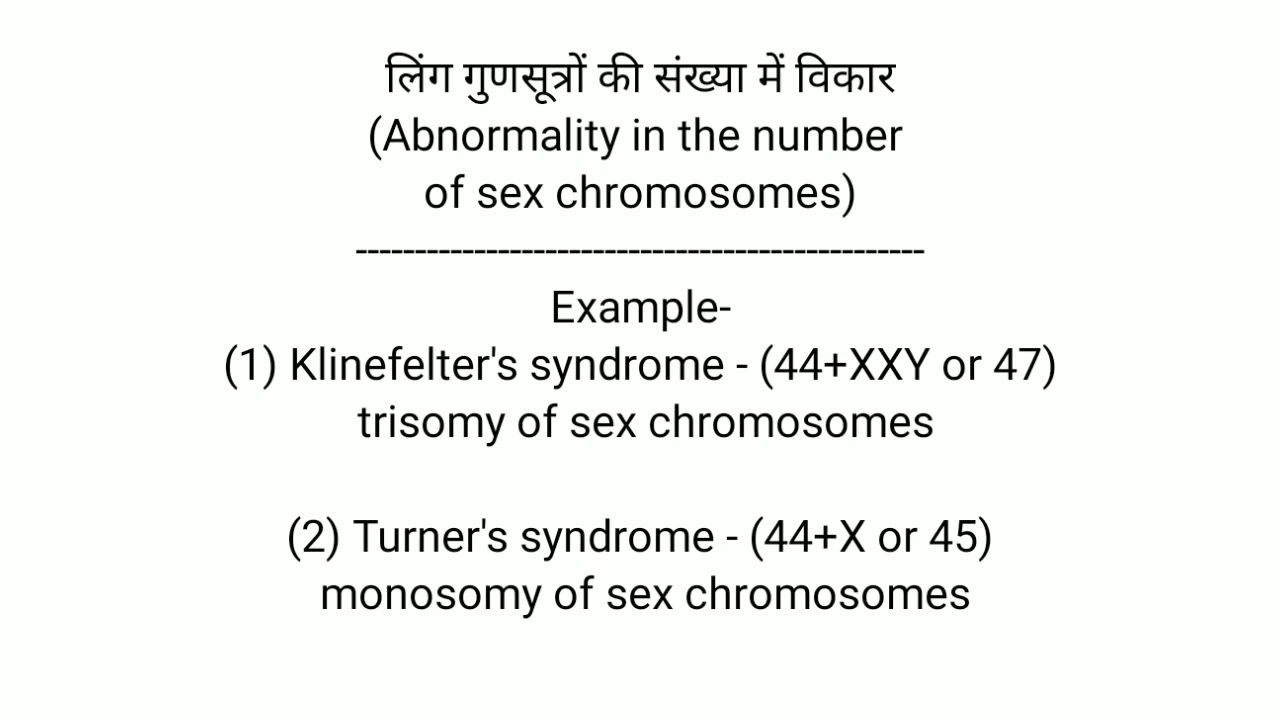 लिंग गुणसूत्रों की संख्या में विकार
(Abnormality in the number
of sex chromosomes)
------------------------------------------------
Example-
(1) Klinefelter's syndrome - (44+XXY or 47)
trisomy of sex chromosomes
(2) Turner's syndrome - (44+X or 45)
monosomy of sex chromosomes